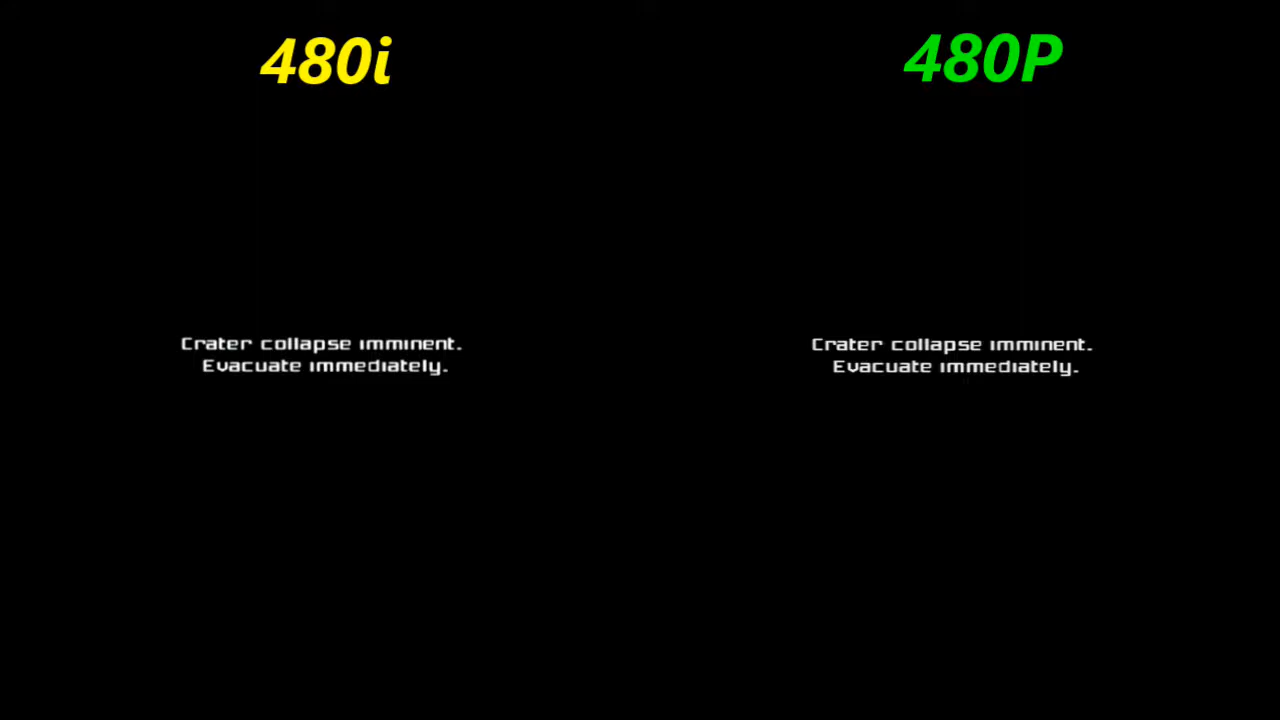 480i
480P
Crater collapse imminent.
Evacuate immediately.
Crater collapse imminent.
Evacuate immediately.